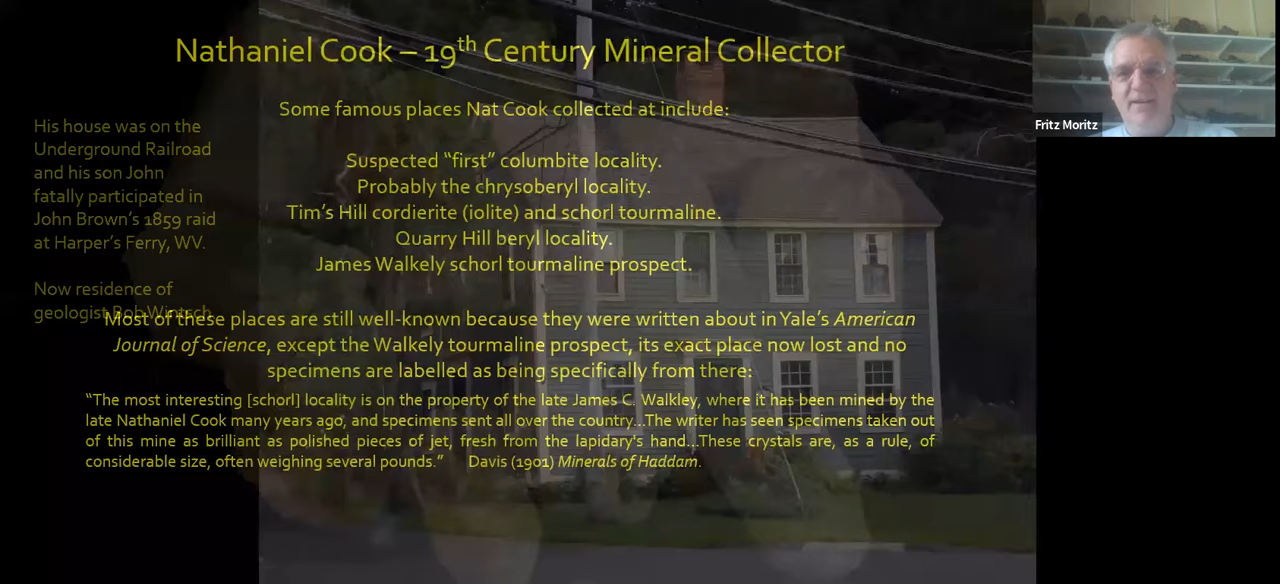 Nathaniel Cook – 19th Century Mineral Collector
Fritz Moritz
Some famous places Nat Cook collected at include:
His house was on the
Underground Railroad
and his son John
fatally participated in
John Brown's 1859 raid
at Harper's Ferry, WV.
Now residence of
geologist Bob Wintsch
Suspected "first" columbite locality.
Probably the chrysoberyl locality.
Tim's Hill cordierite (iolite) and schorl tourmaline.
Quarry Hill beryl locality.
James Walkely schorl tourmaline prospect.
Most of these places are still well-known because they were written about in Yale's American
Journal of Science, except the Walkely tourmaline prospect, its exact place now lost and no
specimens are labelled as being specifically from there:
"The most interesting [schorl] locality is on the property of the late James C. Walkley, where it has been mined by the
late Nathaniel Cook many years ago, and specimens sent all over the country...The writer has seen specimens taken out
of this mine as brilliant as polished pieces of jet, fresh from the lapidary's hand...These crystals are, as a rule, of
considerable size, often weighing several pounds." Davis (1901) Minerals of Haddam.